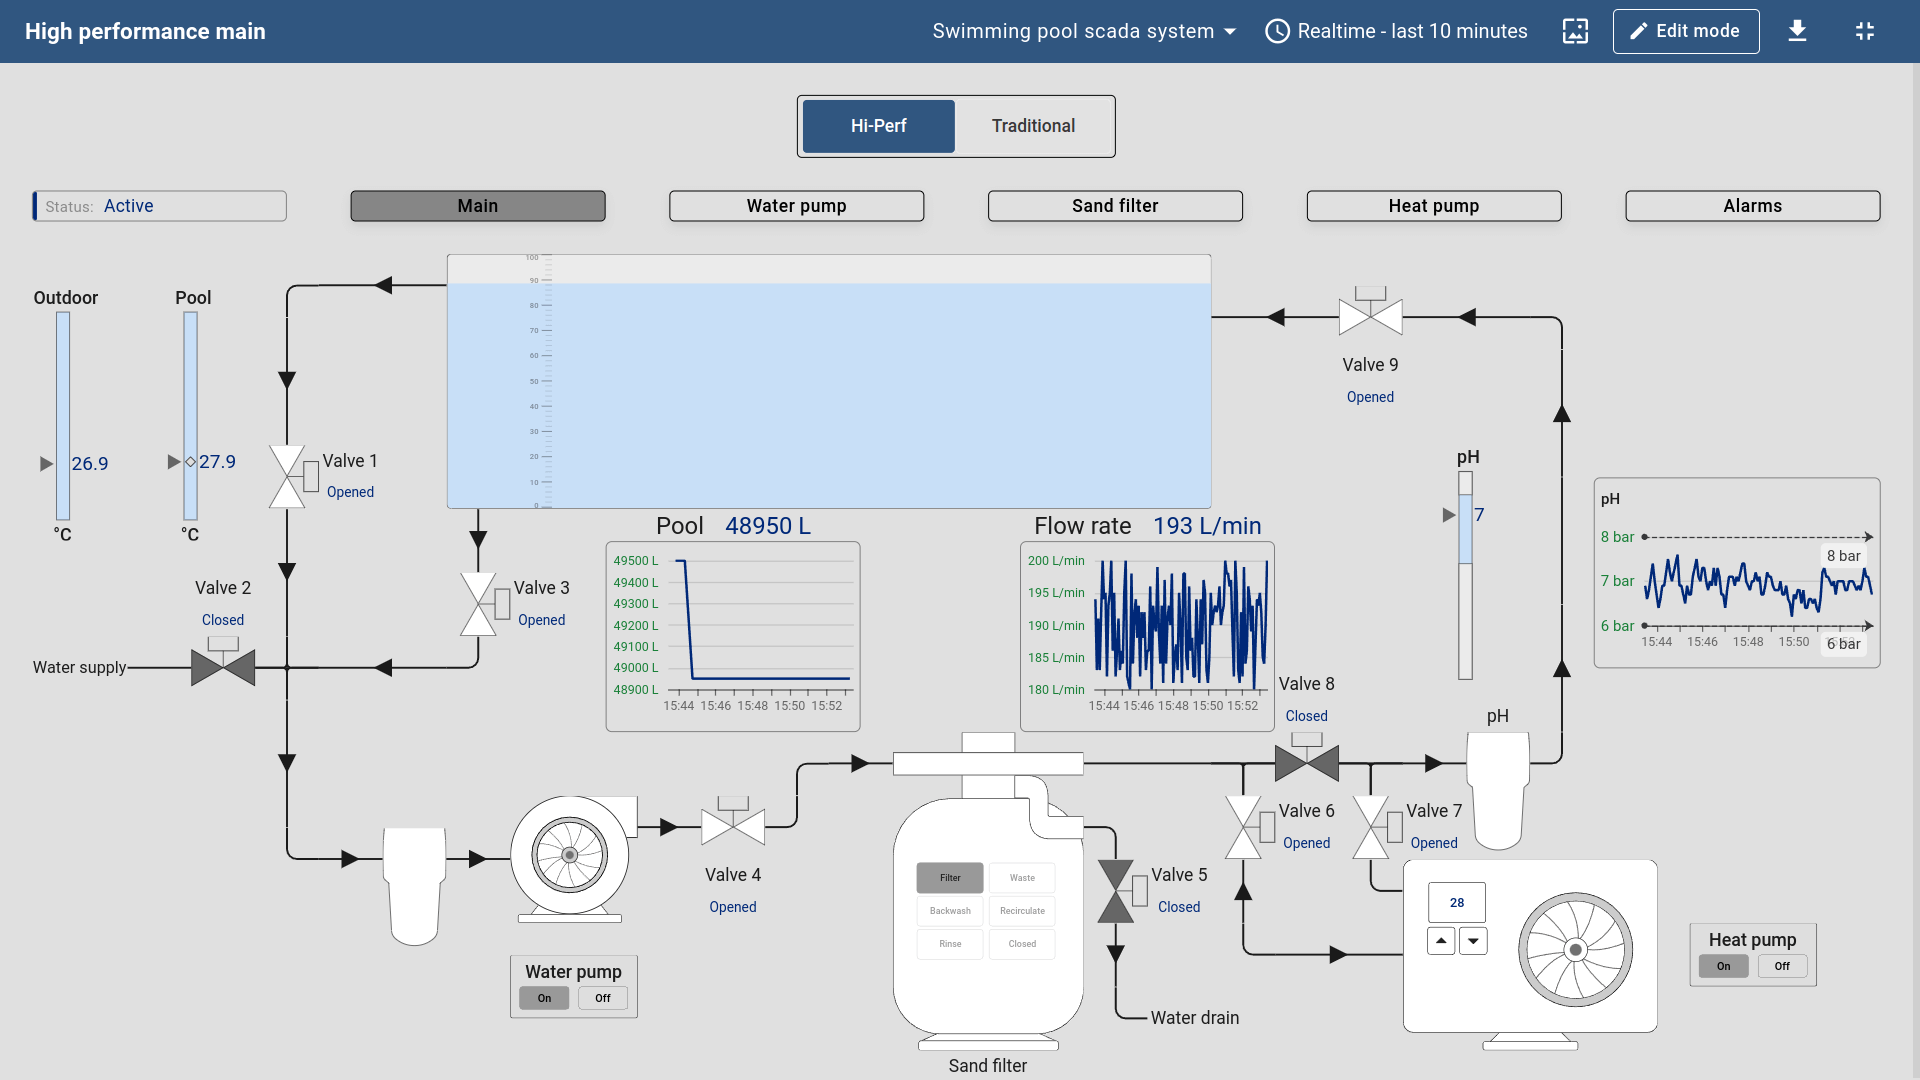 High performance main
Swimming pool scada system
Realtime - last 10 minutes
Edit mode
Hi-Perf
Traditional
Status: Active
Main
Water pump
Sand filter
Heat pump
Alarms
Outdoor
26.9
°C
Pool
27.9
°C
100
90
80
70
60
50
40
30
20
10
0
Valve 1
Opened
Valve 9
Opened
pH
7
Valve 2
Closed
Water supply
Valve 3
Opened
Pool 48950 L
49500 L
49400 L
49300 L
49200 L
49100 L
49000 L
48900 L
15:44 15:46 15:48 15:50 15:52
Flow rate 193 L/min
200 L/min
195 L/min
190 L/min
185 L/min
180 L/min
15:44 15:46 15:48 15:50 15:52
pH
8 bar
8 bar
7 bar
6 bar
6 bar
15:44 15:46 15:48 15:50
Valve 8
Closed
pH
Valve 6
Opened
Valve 7
Opened
Valve 4
Opened
Filter
Waste
Backwash
Recirculate
Rinse
Closed
Valve 5
Closed
28
Heat pump
On
Off
Water pump
On
Off
Water drain
Sand filter